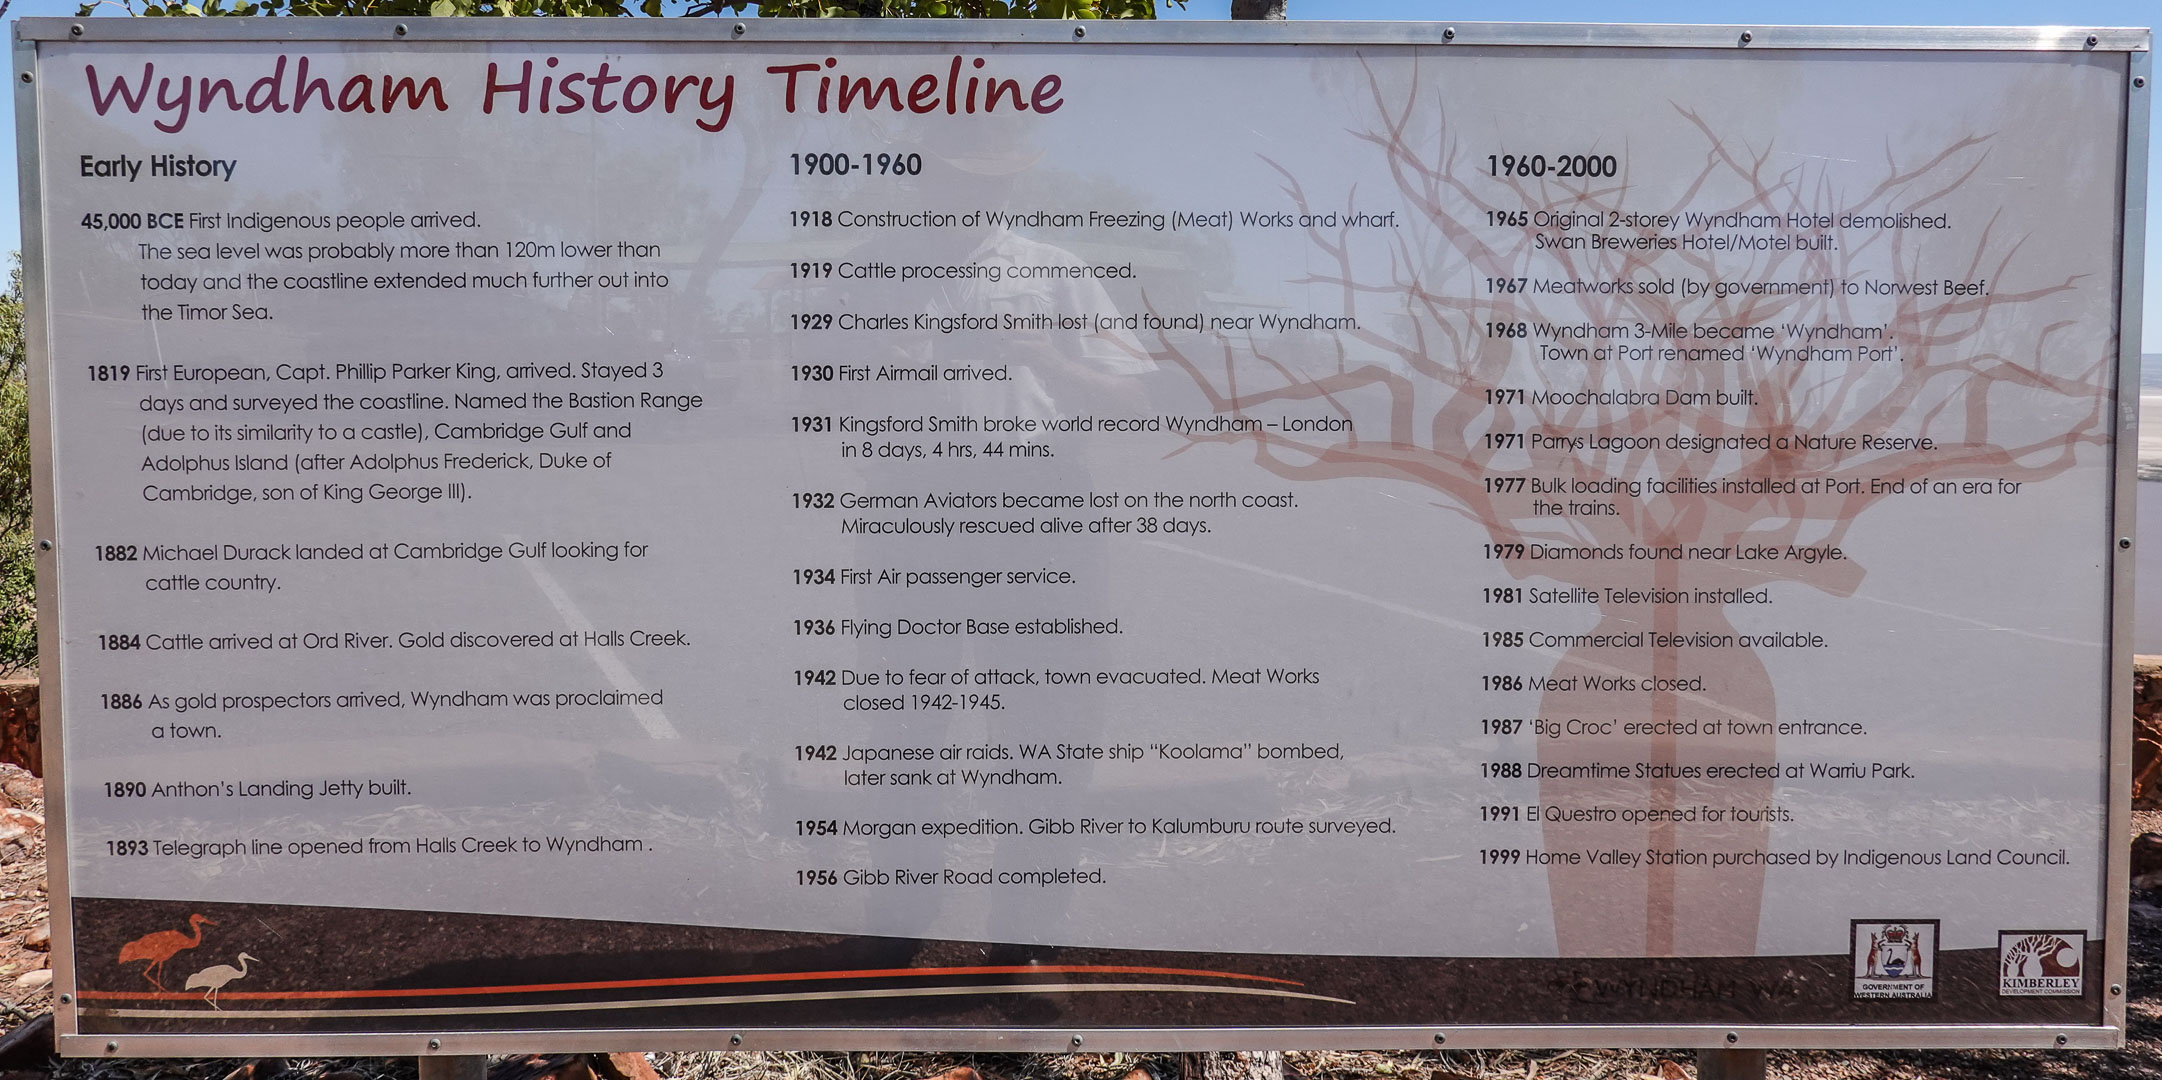 Wyndham History Timeline
Early History
45,000 BCE First Indigenous people arrived.
The sea level was probably more than 120m lower than
today and the coastline extended much further out into
the Timor Sea.
1819 First European, Capt. Phillip Parker King, arrived. Stayed 3
days and surveyed the coastline. Named the Bastion Range
(due to its similarity to a castle), Cambridge Gulf and
Adolphus Island (after Adolphus Frederick, Duke of
Cambridge, son of King George III).
1882 Michael Durack landed at Cambridge Gulf looking for
cattle country.
1884 Cattle arrived at Ord River. Gold discovered at Halls Creek.
1886 As gold prospectors arrived, Wyndham was proclaimed
a town.
1890 Anthon's Landing Jetty built.
1893 Telegraph line opened from Halls Creek to Wyndham .
1900-1960
1918 Construction of Wyndham Freezing (Meat) Works and wharf.
1919 Cattle processing commenced.
1929 Charles Kingsford Smith lost (and found) near Wyndham.
1930 First Airmail arrived.
1931 Kingsford Smith broke world record Wyndham – London
in 8 days, 4 hrs, 44 mins.
1932 German Aviators became lost on the north coast.
Miraculously rescued alive after 38 days.
1934 First Air passenger service.
1936 Flying Doctor Base established.
1942 Due to fear of attack, town evacuated. Meat Works
closed 1942-1945.
1942 Japanese air raids. WA State ship “Koolama” bombed,
later sank at Wyndham.
1954 Morgan expedition. Gibb River to Kalumburu route surveyed.
1956 Gibb River Road completed.
1960-2000
1965 Original 2-storey Wyndham Hotel demolished.
Swan Breweries Hotel/Motel built.
1967 Meatworks sold (by government) to Norwest Beef.
1968 Wyndham 3-Mile became ‘Wyndham’.
Town at Port renamed ‘Wyndham Port’.
1971 Moochalabra Dam built.
1971 Parrys Lagoon designated a Nature Reserve.
1977 Bulk loading facilities installed at Port. End of an era for
the trains.
1979 Diamonds found near Lake Argyle.
1981 Satellite Television installed.
1985 Commercial Television available.
1986 Meat Works closed.
1987 ‘Big Croc’ erected at town entrance.
1988 Dreamtime Statues erected at Warriu Park.
1991 El Questro opened for tourists.
1999 Home Valley Station purchased by Indigenous Land Council.
WYNDHAM
GOVERNMENT OF
WESTERN AUSTRALIA
KIMBERLEY
DEVELOPMENT COMMISSION